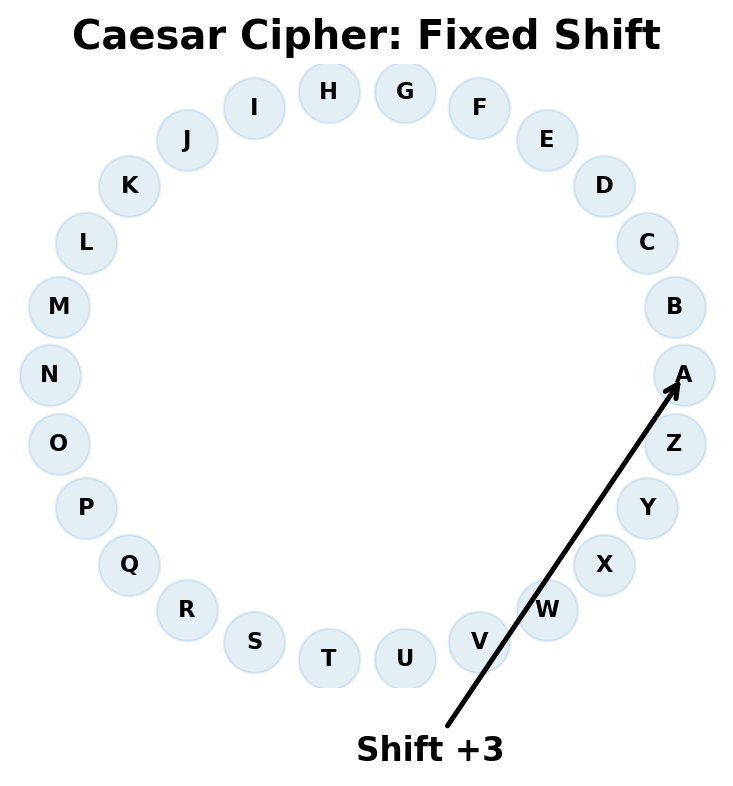 Caesar Cipher: Fixed Shift
H G
I F
J E
K D
L C
M B
N A
O Z
P Y
Q X
R W
S V
T U
Shift +3